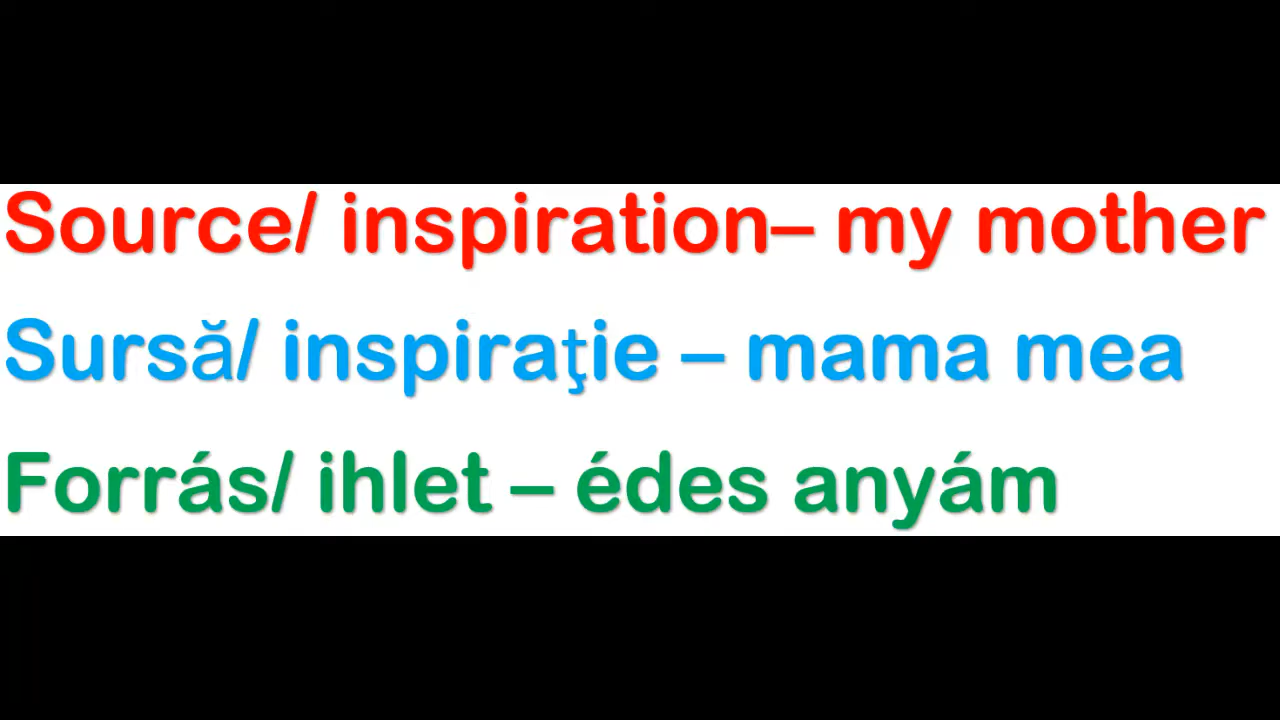 Source/ inspiration– my mother
Sursă/ inspiraţie – mama mea
Forrás/ ihlet – édes anyám